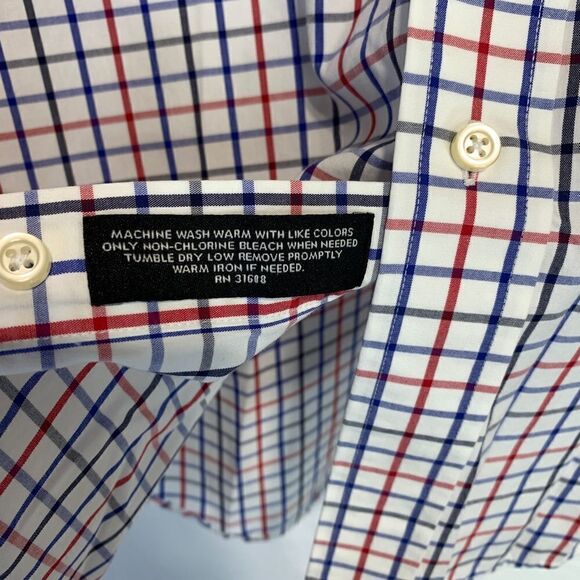 MACHINE WASH WARM WITH LIKE COLORS
ONLY NON-CHLORINE BLEACH WHEN NEEDED
TUMBLE DRY LOW REMOVE PROMPTLY
WARM IRON IF NEEDED.
RN 31688